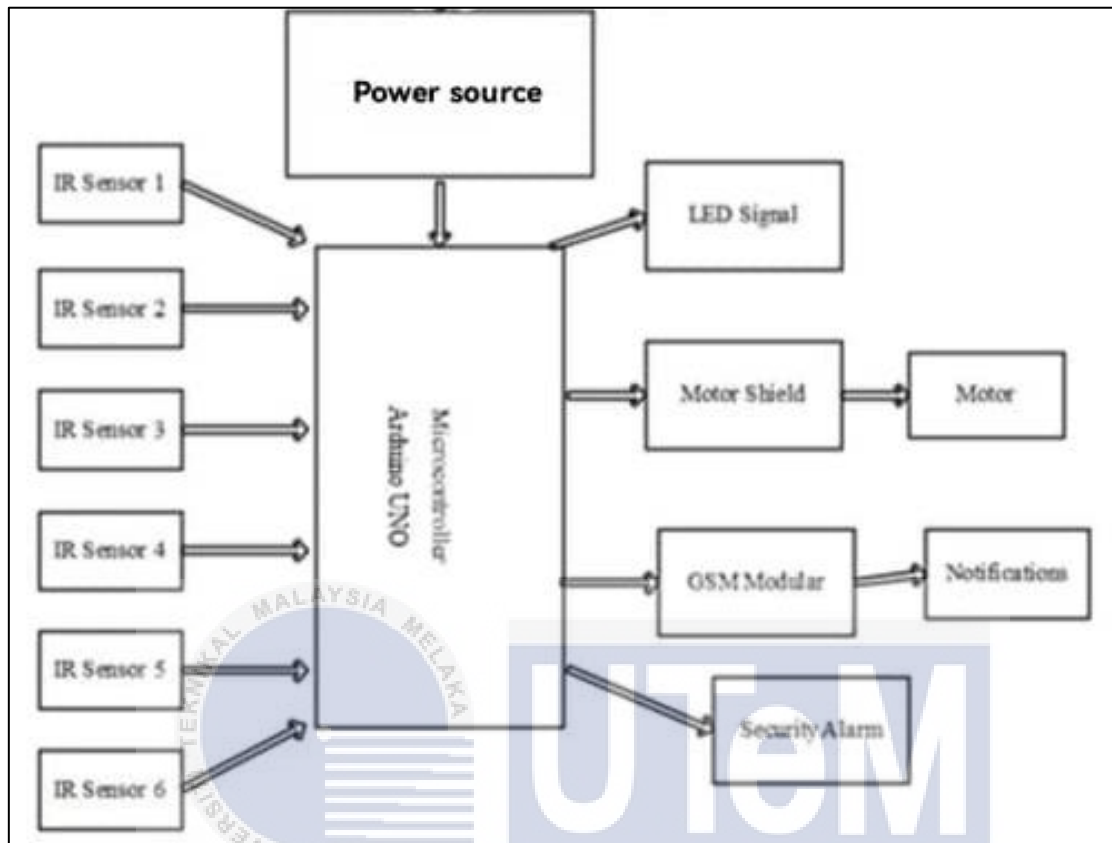 Power source
IR Sensor 1
IR Sensor 2
IR Sensor 3
IR Sensor 4
IR Sensor 5
IR Sensor 6
Microcontroller
Arduino UNO
LED Signal
Motor Shield
Motor
GSM Modular
Notifications
Security Alarm
TEKNIKAL MALAYSIA MELAKA
UTeM